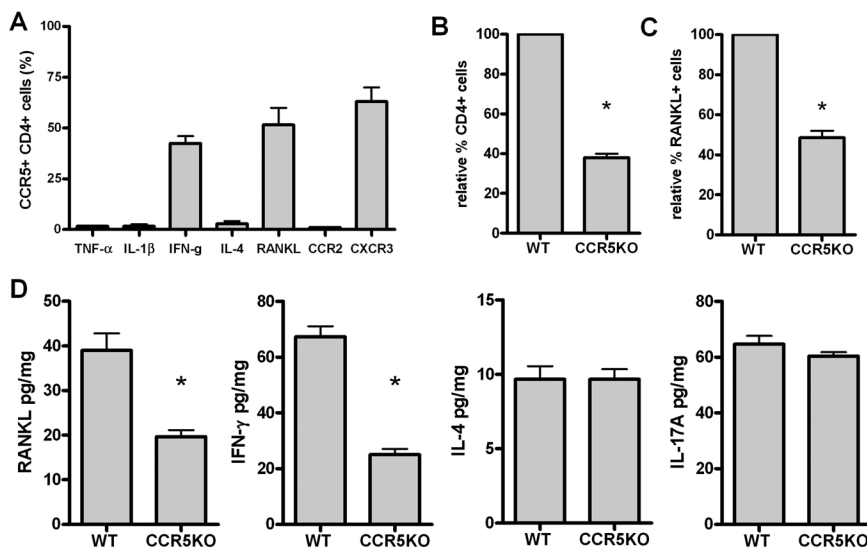 A
CCR5+ CD4+ cells (%)
100
75
50
25
0
TNF-α IL-1β IFN-g IL-4 RANKL CCR2 CXCR3
B
relative % CD4+ cells
100
80
60
40
20
0
*
WT CCR5KO
C
relative % RANKL+ cells
100
80
60
40
20
0
*
WT CCR5KO
D
RANKL pg/mg
50
40
30
20
10
0
*
WT CCR5KO
IFN-γ pg/mg
80
60
40
20
0
*
WT CCR5KO
IL-4 pg/mg
15
10
5
0
WT CCR5KO
IL-17A pg/mg
80
60
40
20
0
WT CCR5KO